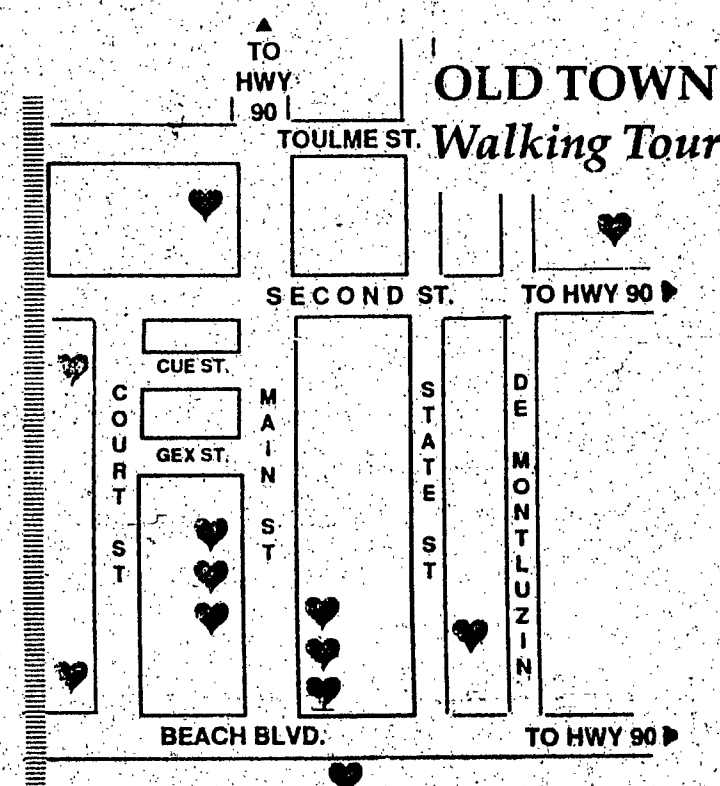 TO
HWY
90
OLD TOWN
Walking Tour
TOULME ST.
SECOND ST.
TO HWY 90
CUE ST.
COURT ST
MAIN ST
STATE ST
DE MONTLUZIN
GEX ST.
BEACH BLVD.
TO HWY 90